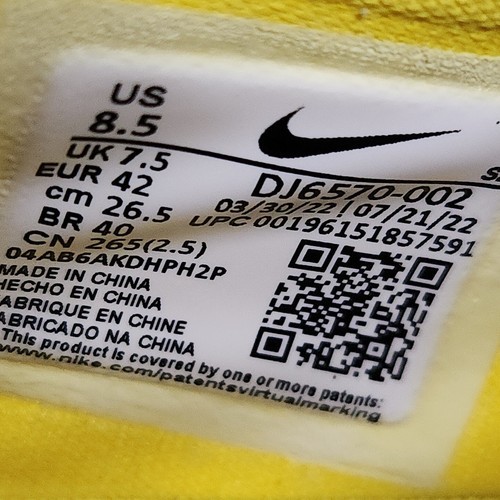 US
8.5
UK 7.5
EUR 42
cm 26.5
BR 40
CN 265(2.5)
04AB6AKDHPH2P
DJ6570-002
03/30/22 07/21/22
UPC 00196151857591
MADE IN CHINA
HECHO EN CHINA
FABRIQUE EN CHINE
FABRICADO NA CHINA
This product is covered by one or more patents:
www.nike.com/patentsvirtualmarking